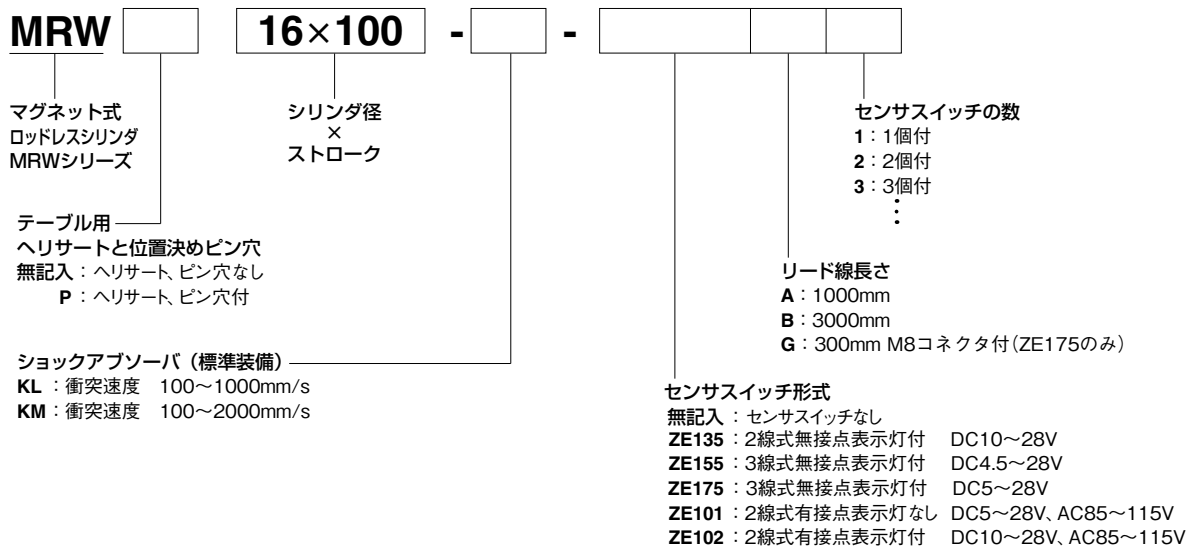 MRW 16×100 - -
マグネット式
ロッドレスシリンダ
MRWシリーズ
シリンダ径
×
ストローク
センサスイッチの数
1：1個付
2：2個付
3：3個付
テーブル用
ヘリサートと位置決めピン穴
無記入：ヘリサート、ピン穴なし
P：ヘリサート、ピン穴付
リード線長さ
A：1000mm
B：3000mm
G：300mm M8コネクタ付（ZE175のみ）
ショックアブソーバ（標準装備）
KL：衝突速度　100〜1000mm/s
KM：衝突速度　100〜2000mm/s
センサスイッチ形式
無記入：センサスイッチなし
ZE135：2線式無接点表示灯付　DC10〜28V
ZE155：3線式無接点表示灯付　DC4.5〜28V
ZE175：3線式無接点表示灯付　DC5〜28V
ZE101：2線式有接点表示灯なし　DC5〜28V、AC85〜115V
ZE102：2線式有接点表示灯付　DC10〜28V、AC85〜115V